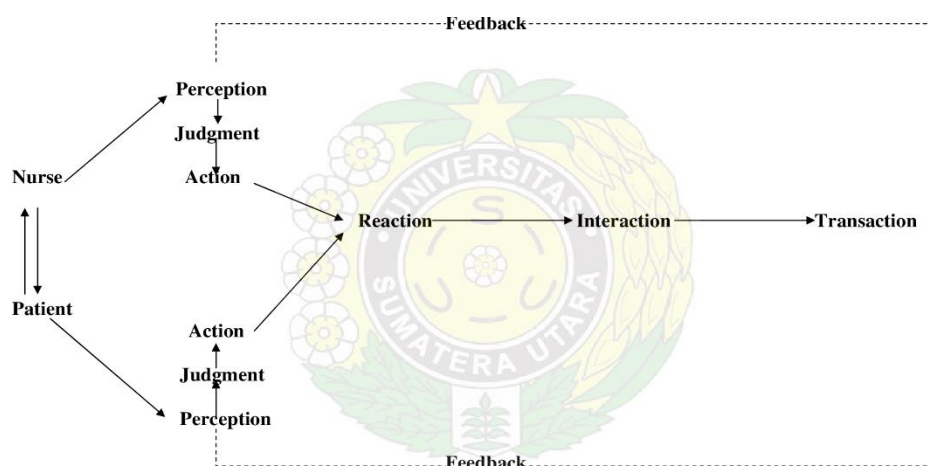 Feedback
Perception
Judgment
Nurse
Action
Reaction Interaction Transaction
Patient
Action
Judgment
Perception
Feedback
UNIVERSITAS
SUMATERA UTARA